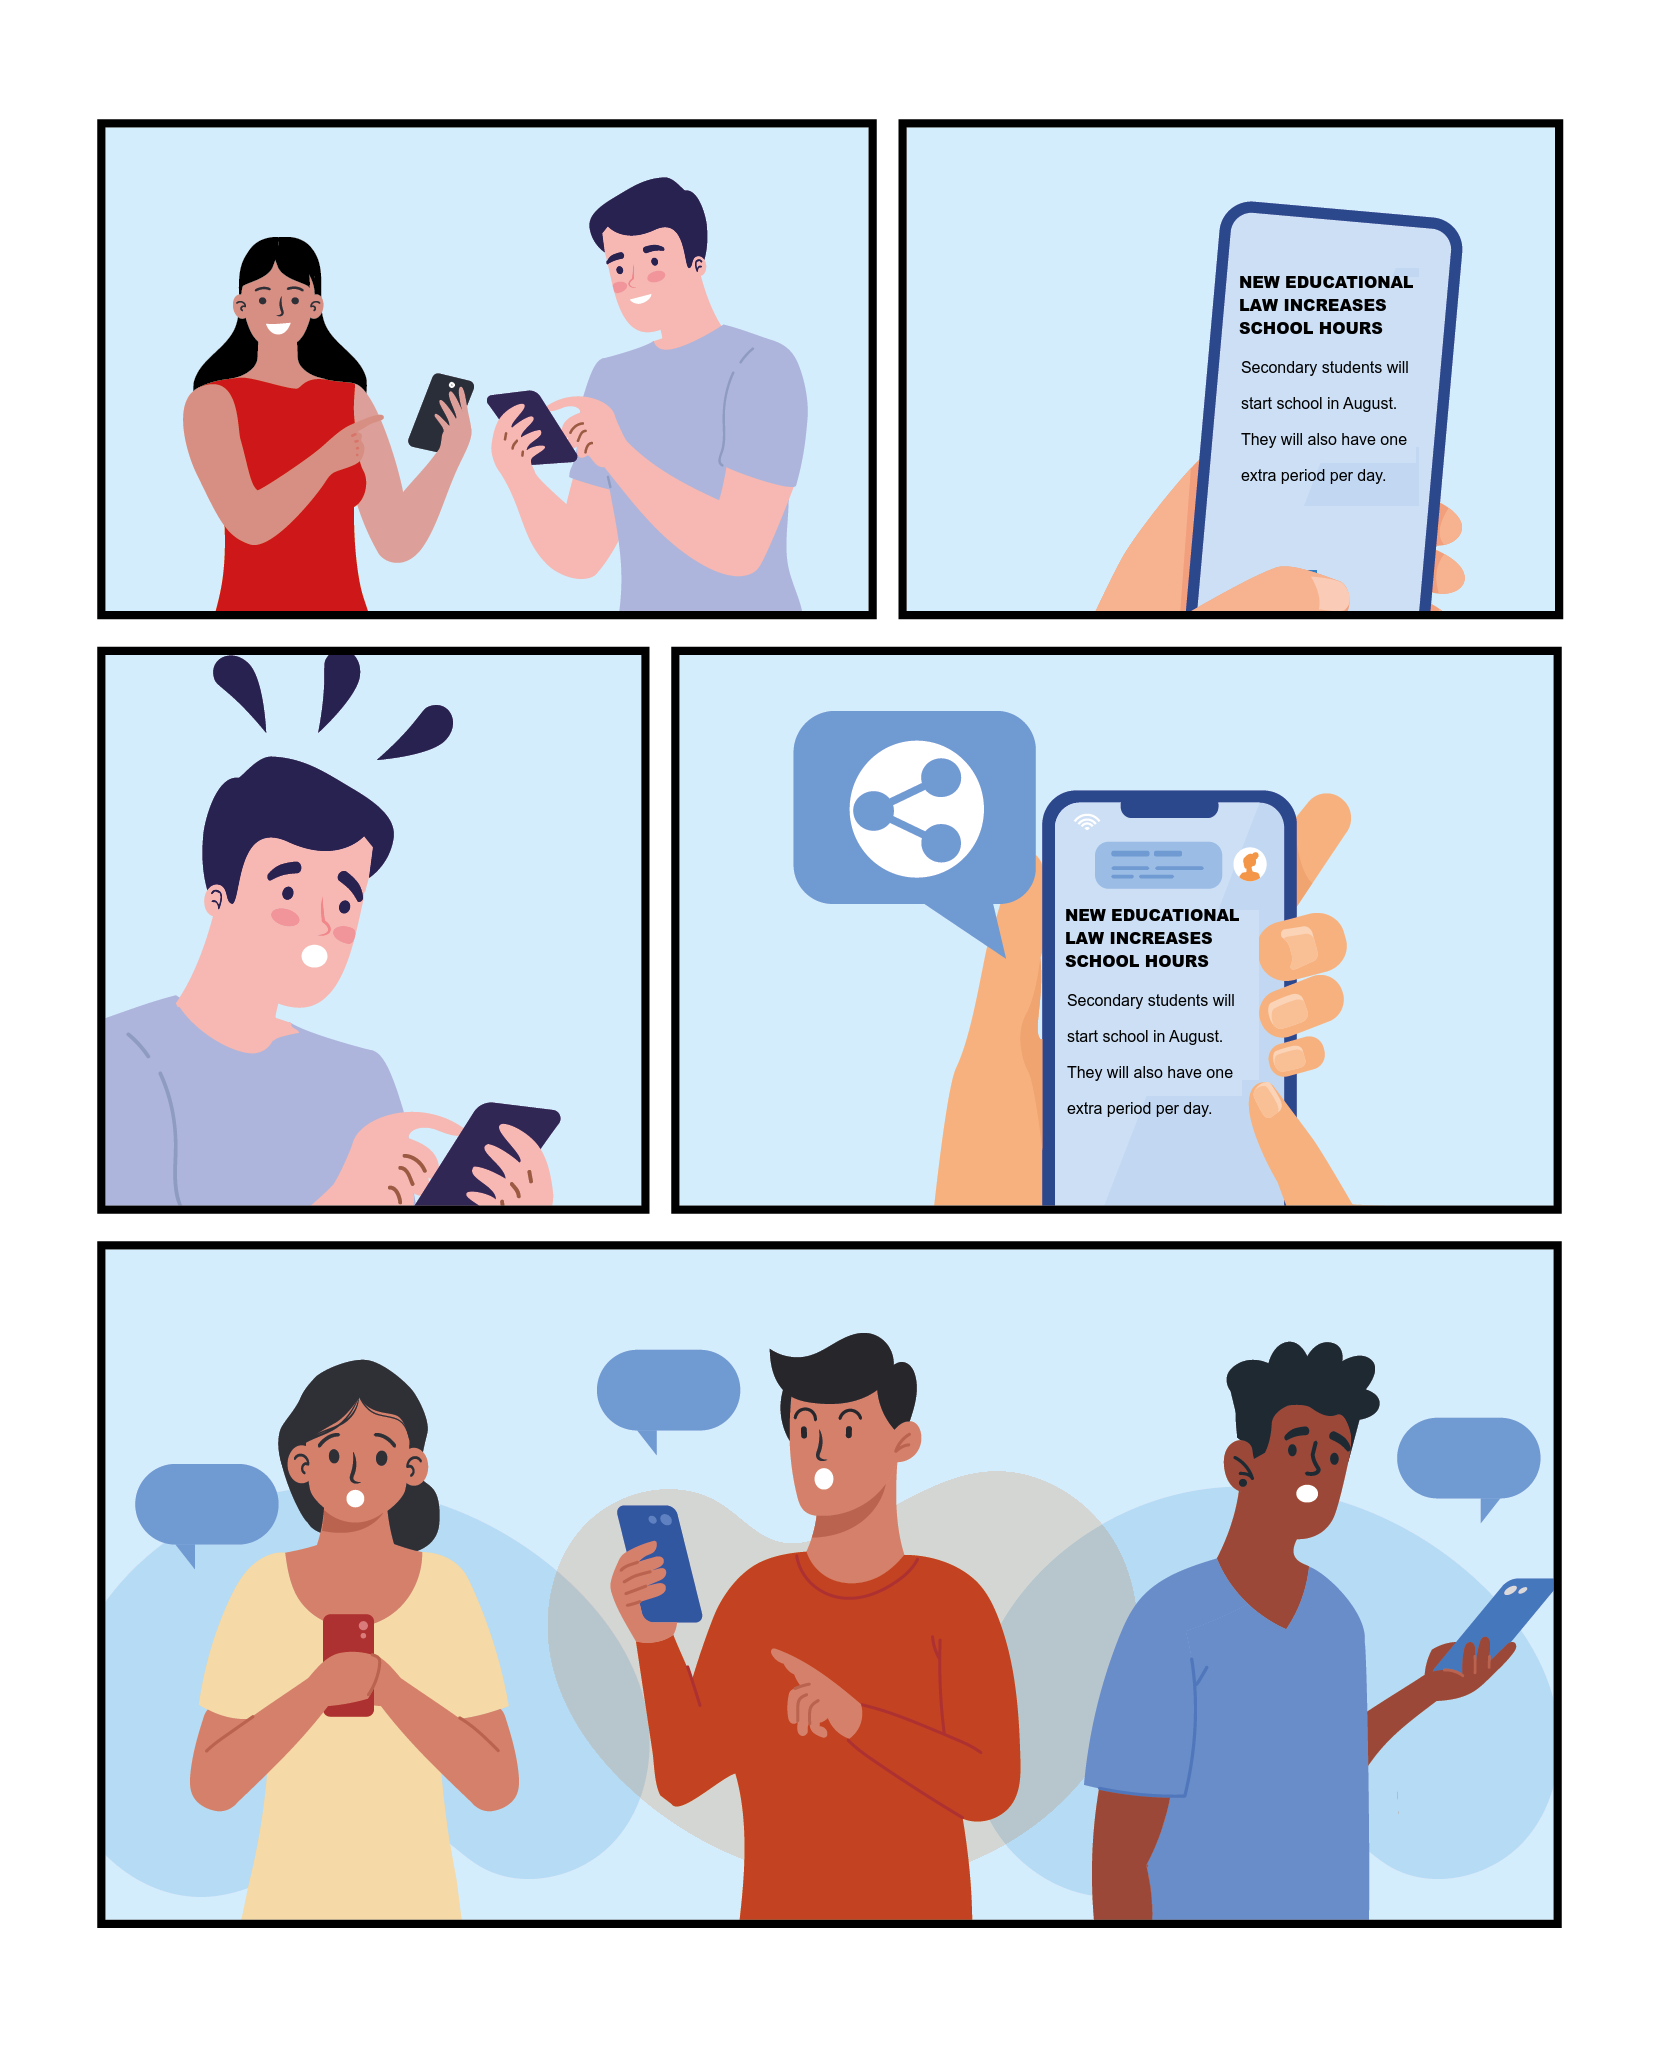 NEW EDUCATIONAL
LAW INCREASES
SCHOOL HOURS
Secondary students will
start school in August.
They will also have one
extra period per day.
NEW EDUCATIONAL
LAW INCREASES
SCHOOL HOURS
Secondary students will
start school in August.
They will also have one
extra period per day.